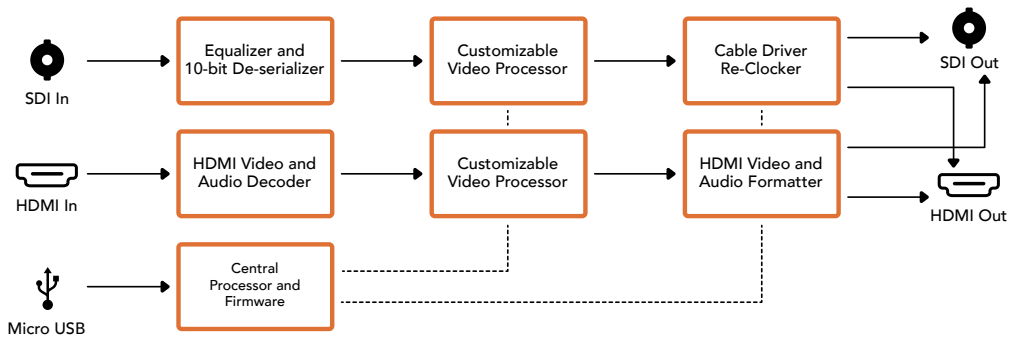 SDI In
Equalizer and
10-bit De-serializer
Customizable
Video Processor
Cable Driver
Re-Clocker
SDI Out
HDMI In
HDMI Video and
Audio Decoder
Customizable
Video Processor
HDMI Video and
Audio Formatter
HDMI Out
Micro USB
Central
Processor and
Firmware